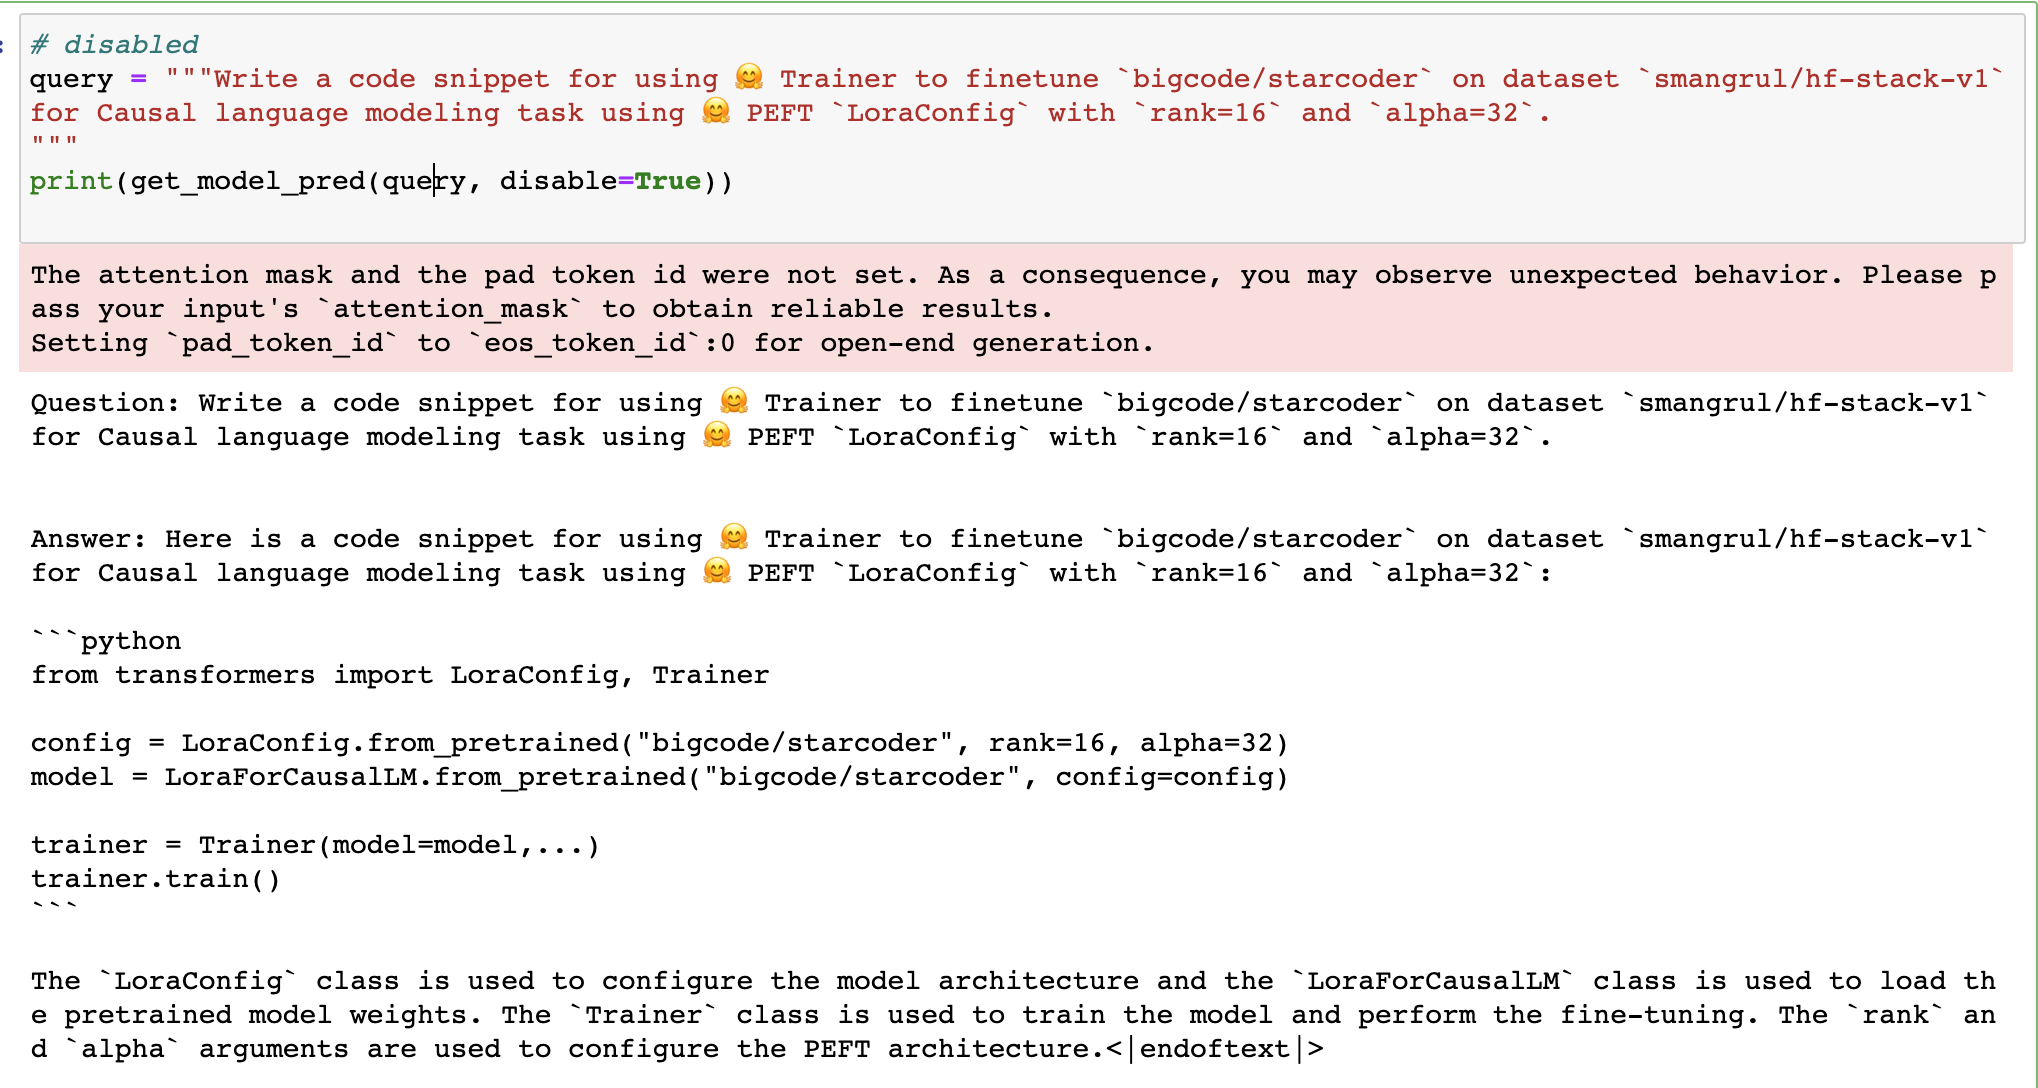 :
# disabled
query = """Write a code snippet for using 🤗 Trainer to finetune `bigcode/starcoder` on dataset `smangrul/hf-stack-v1`
for Causal language modeling task using 🤗 PEFT `LoraConfig` with `rank=16` and `alpha=32`.
"""
print(get_model_pred(query, disable=True))
The attention mask and the pad token id were not set. As a consequence, you may observe unexpected behavior. Please p
ass your input's `attention_mask` to obtain reliable results.
Setting `pad_token_id` to `eos_token_id`:0 for open-end generation.
Question: Write a code snippet for using 🤗 Trainer to finetune `bigcode/starcoder` on dataset `smangrul/hf-stack-v1`
for Causal language modeling task using 🤗 PEFT `LoraConfig` with `rank=16` and `alpha=32`.
Answer: Here is a code snippet for using 🤗 Trainer to finetune `bigcode/starcoder` on dataset `smangrul/hf-stack-v1`
for Causal language modeling task using 🤗 PEFT `LoraConfig` with `rank=16` and `alpha=32`:
```python
from transformers import LoraConfig, Trainer
config = LoraConfig.from_pretrained("bigcode/starcoder", rank=16, alpha=32)
model = LoraForCausalLM.from_pretrained("bigcode/starcoder", config=config)
trainer = Trainer(model=model,...)
trainer.train()
```
The `LoraConfig` class is used to configure the model architecture and the `LoraForCausalLM` class is used to load th
e pretrained model weights. The `Trainer` class is used to train the model and perform the fine-tuning. The `rank` an
d `alpha` arguments are used to configure the PEFT architecture.<|endoftext|>